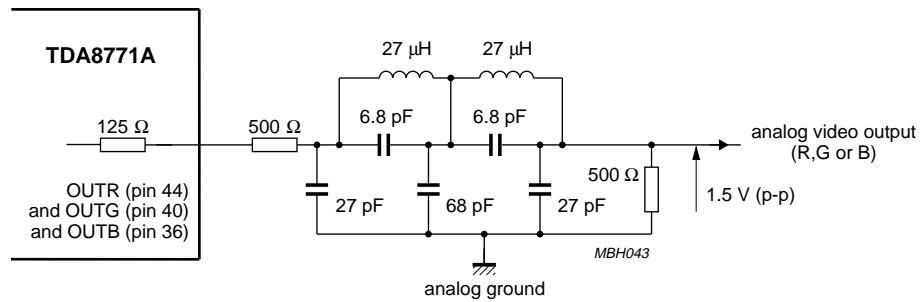 TDA8771A
27 μH
27 μH
6.8 pF
6.8 pF
125 Ω
500 Ω
analog video output
(R,G or B)
500 Ω
1.5 V (p-p)
OUTR (pin 44)
and OUTG (pin 40)
and OUTB (pin 36)
27 pF
68 pF
27 pF
MBH043
analog ground